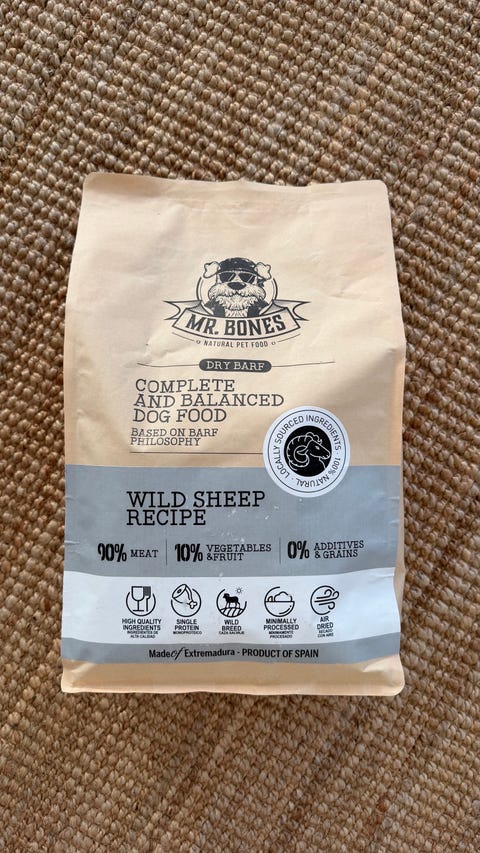 MR. BONES
NATURAL PET FOOD
DRY BARF
COMPLETE
AND BALANCED
DOG FOOD
BASED ON BARF
PHILOSOPHY
LOCALLY SOURCED INGREDIENTS · 100% NATURAL ·
WILD SHEEP
RECIPE
90% MEAT
10% VEGETABLES
&FRUIT
0% ADDITIVES
& GRAINS
HIGH QUALITY
INGREDIENTS
INGREDIENTES DE
ALTA CALIDAD
SINGLE
PROTEIN
MONOPROTEICO
WILD
BREED
CAZA SALVAJE
MINIMALLY
PROCESSED
MÍNIMAMENTE
PROCESADO
AIR
DRIED
SECADO
CON AIRE
Made of Extremadura - PRODUCT OF SPAIN